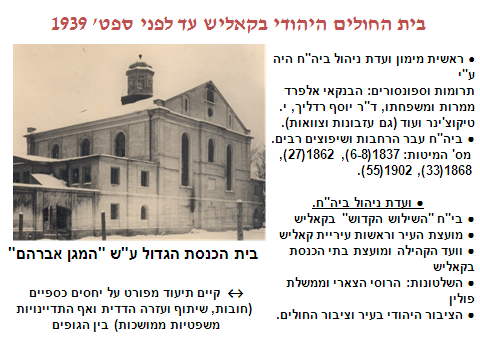 בית החולים היהודי בקאליש עד לפני ספט' 1939
● ראשית מימון ועדת ניהול ביה"ח היה
ע"י
תרומות וספונסורים: הבנקאי אלפרד
ממרות ומשפחתו, ד"ר יוסף רדליך, י.
טיקוצ'ינר ועוד (גם עזבונות וצוואות).
● ביה"ח עבר הרחבות ושיפוצים רבים.
מס' המיטות: 1837(6-8), 1862(27),
1868(33), 1902(55).
● ועדת ניהול ביה"ח.
● בי"ח "השילוש הקדוש" בקאליש
● מועצת העיר וראשות עיריית קאליש
● וועד הקהילה ומועצת בתי הכנסת
בקאליש
● השלטונות: הרוסי הצארי וממשלת
פולין
● הציבור היהודי בעיר וציבור החולים.
בית הכנסת הגדול ע"ש "המגן אברהם"
↔ קיים תיעוד מפורט על יחסים כספיים
(חובות, שיתוף ועזרה הדדית ואף התדיינויות
משפטיות ממושכות) בין הגופים